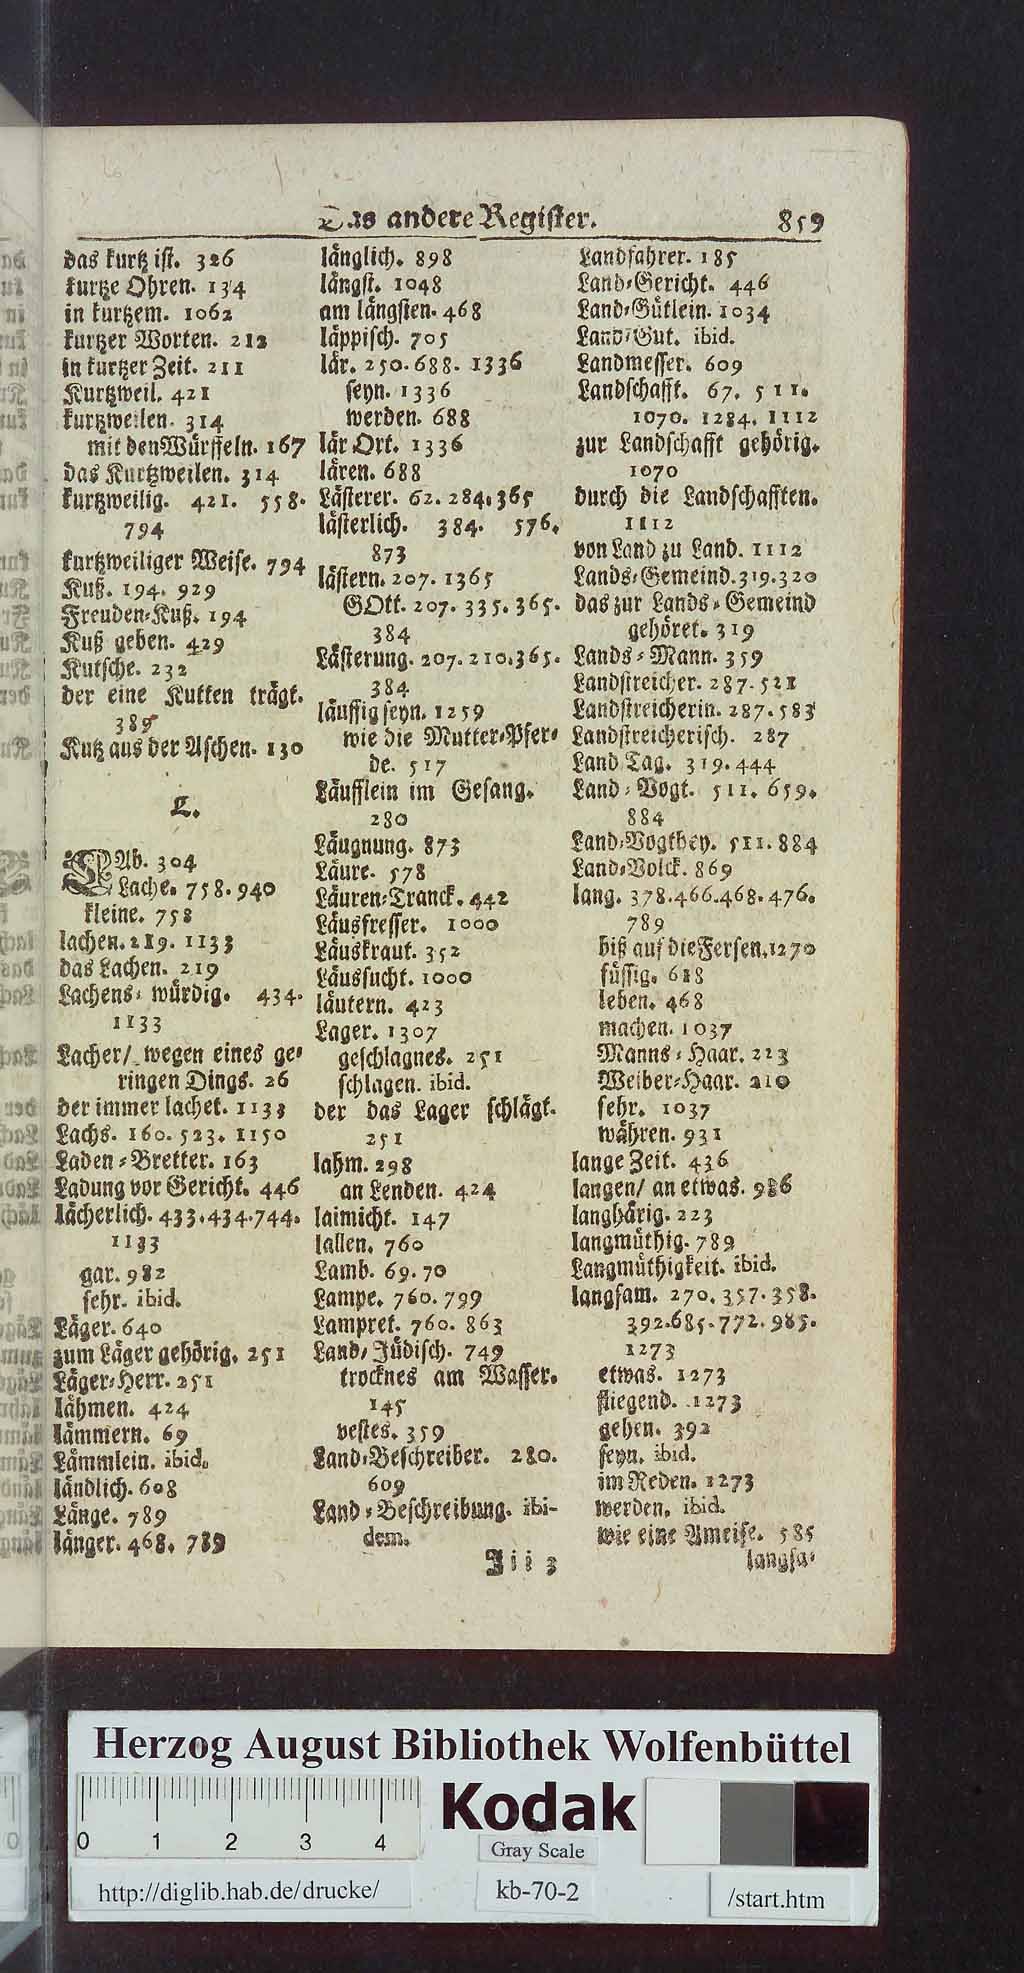 Das andere Register. 859
das kurtz ist. 326
kurtze Ohren. 134
in kurtzem. 1062
kurtzer Worten. 212
in kurtzer Zeit. 211
Kurtzweil. 421
kurtzweilen. 314
mit den Würffeln. 167
das Kurtzweilen. 314
kurtzweilig. 421. 558.
794
kurtzweiliger Weise. 794
Kuß. 194. 929
Freuden-Kuß. 194
Kuß geben. 429
Kutsche. 232
der eine Kutten trägt.
389
Kutz aus der Aschen. 130
L.
LAb. 304
Lache. 758. 940
kleine. 758
lachen. 219. 1133
das Lachen. 219
Lachens-würdig. 434.
1133
Lacher/ wegen eines ge-
ringen Dings. 26
der immer lachet. 1133
Lachs. 160. 523. 1150
Laden-Bretter. 163
Ladung vor Gericht. 446
lächerlich. 433. 434. 744.
1133
gar. 982
sehr. ibid.
Läger. 640
zum Läger gehörig. 251
Läger-Herr. 251
lähmen. 424
lämmern. 69
Lämmlein. ibid.
ländlich. 608
Länge. 789
länger. 468. 789
länglich. 898
längst. 1048
am längsten. 468
läppisch. 705
lär. 250. 688. 1336
seyn. 1336
werden. 688
lär Ort. 1336
lären. 688
Lästerer. 62. 284. 365
lästerlich. 384. 576.
873
lästern. 207. 1365
GOtt. 207. 335. 365.
384
Lästerung. 207. 210. 365.
384
läuffig seyn. 1259
wie die Mutter-Pfer-
de. 517
Läufflein im Gesang.
280
Läugnung. 873
Läure. 578
Läuren-Tranck. 442
Läusfresser. 1000
Läuskraut. 352
Läussucht. 1000
läutern. 423
Lager. 1307
geschlagnes. 251
schlagen. ibid.
der das Lager schlägt.
251
lahm. 298
an Lenden. 424
laimicht. 147
lallen. 760
Lamb. 69. 70
Lampe. 760. 799
Lampret. 760. 863
Land/ Jüdisch. 749
trocknes am Wasser.
145
vestes. 359
Land-Beschreiber. 280.
609
Land-Beschreibung. ibi-
dem.
Iii 3
Landfahrer. 185
Land-Gericht. 446
Land-Gütlein. 1034
Land-Gut. ibid.
Landmesser. 609
Landschafft. 67. 511.
1070. 1284. 1112
zur Landschafft gehörig.
1070
durch die Landschafften.
1112
von Land zu Land. 1112
Lands-Gemeind. 319. 320
das zur Lands-Gemeind
gehöret. 319
Lands-Mann. 359
Landstreicher. 287. 521
Landstreicherin. 287. 583
Landstreicherisch. 287
Land Tag. 319. 444
Land-Vogt. 511. 659.
884
Land-Vogthey. 511. 884
Land-Volck. 869
lang. 378. 466. 468. 476.
789
biß auf die Fersen. 1270
füssig. 618
leben. 468
machen. 1037
Manns-Haar. 223
Weiber-Haar. 210
sehr. 1037
währen. 931
lange Zeit. 436
langen/ an etwas. 986
langhärig. 223
langmüthig. 789
Langmüthigkeit. ibid.
langsam. 270. 357. 358.
392. 685. 772. 985.
1273
etwas. 1273
fliegend. 1273
gehen. 392
seyn. ibid.
im Reden. 1273
werden. ibid.
wie eine Ameise. 585
langsa-
Herzog August Bibliothek Wolfenbüttel
0 1 2 3 4
Kodak
Gray Scale
http://diglib.hab.de/drucke/
kb-70-2
/start.htm